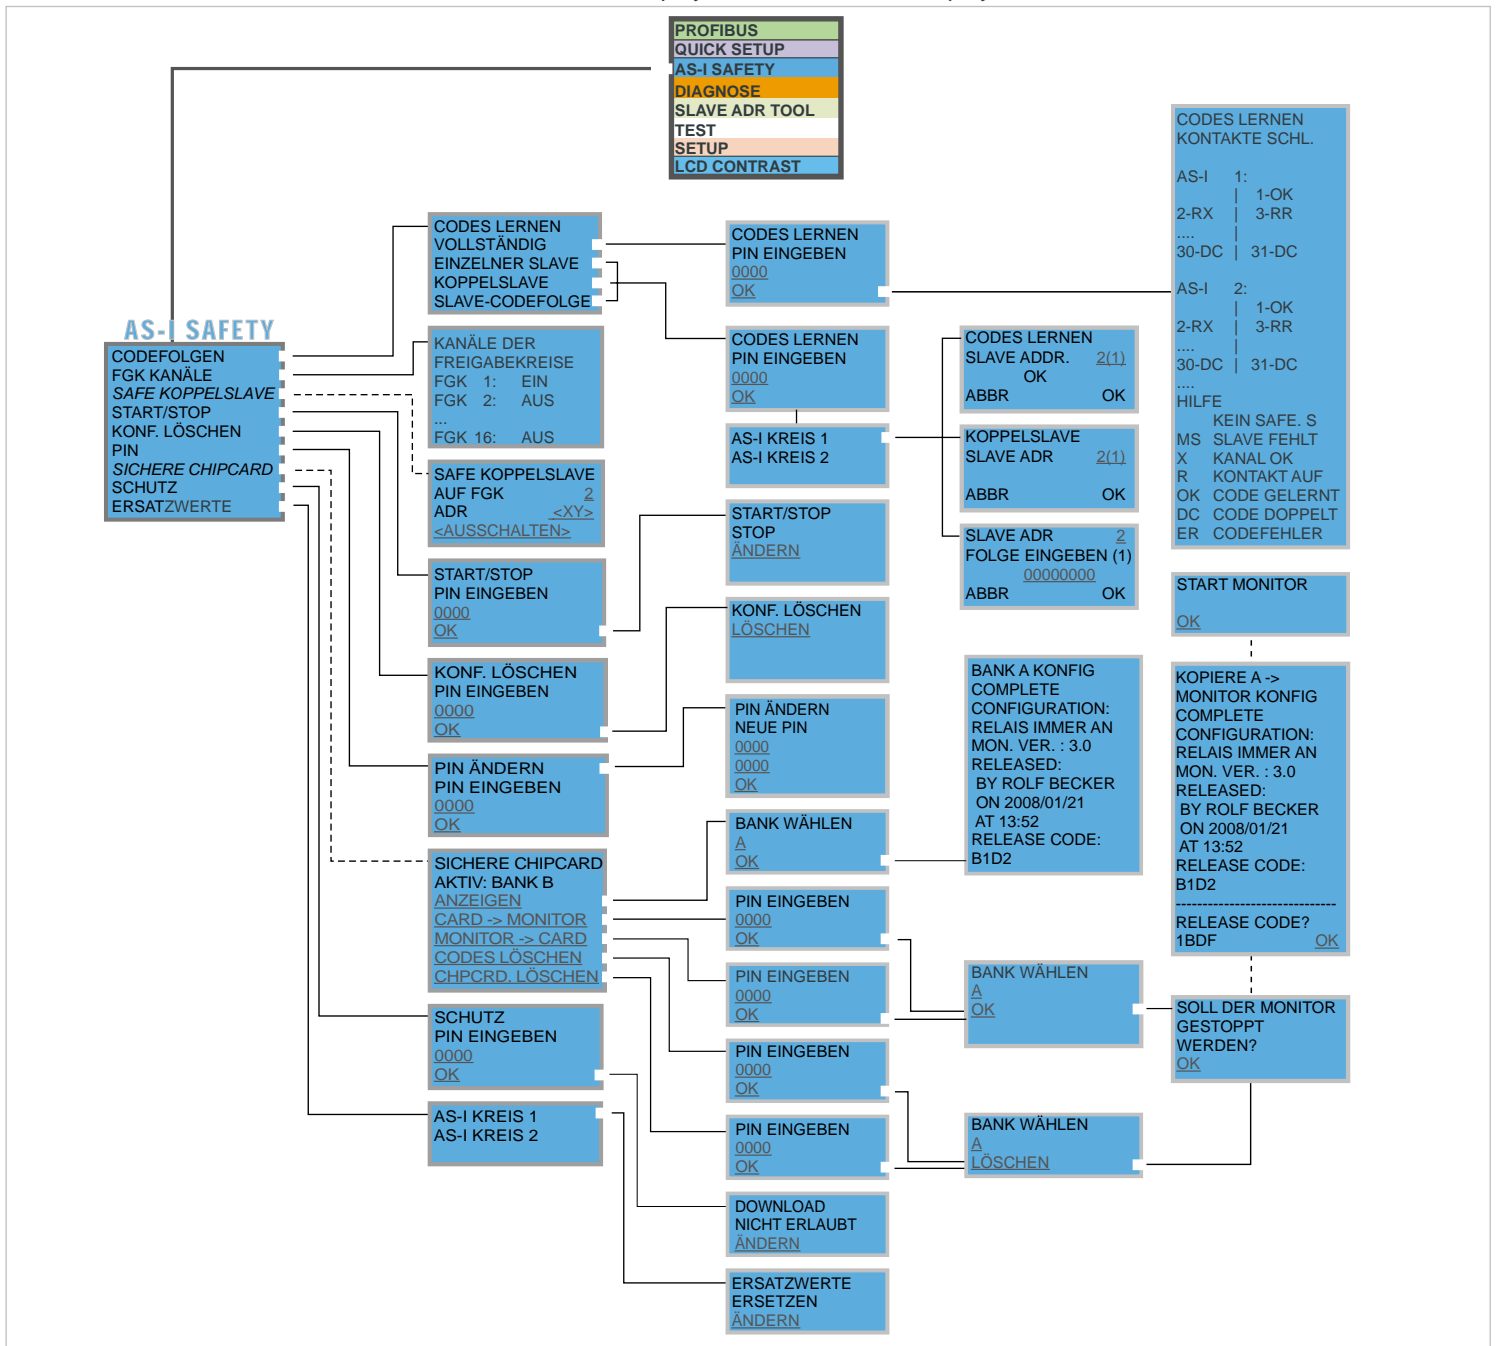 PROFIBUS
QUICK SETUP
AS-I SAFETY
DIAGNOSE
SLAVE ADR TOOL
TEST
SETUP
LCD CONTRAST
AS-I SAFETY
CODEFOLGEN
FGK KANÄLE
SAFE KOPPELSLAVE
START/STOP
KONF. LÖSCHEN
PIN
SICHERE CHIPCARD
SCHUTZ
ERSATZWERTE
CODES LERNEN
VOLLSTÄNDIG
EINZELNER SLAVE
KOPPELSLAVE
SLAVE-CODEFOLGE
KANÄLE DER
FREIGABEKREISE
FGK 1: EIN
FGK 2: AUS
...
FGK 16: AUS
SAFE KOPPELSLAVE
AUF FGK 2
ADR <XY>
<AUSSCHALTEN>
START/STOP
PIN EINGEBEN
0000
OK
KONF. LÖSCHEN
PIN EINGEBEN
0000
OK
PIN ÄNDERN
PIN EINGEBEN
0000
OK
SICHERE CHIPCARD
AKTIV: BANK B
ANZEIGEN
CARD -> MONITOR
MONITOR -> CARD
CODES LÖSCHEN
CHPCRD. LÖSCHEN
SCHUTZ
PIN EINGEBEN
0000
OK
AS-I KREIS 1
AS-I KREIS 2
CODES LERNEN
PIN EINGEBEN
0000
OK
CODES LERNEN
PIN EINGEBEN
0000
OK
AS-I KREIS 1
AS-I KREIS 2
START/STOP
STOP
ÄNDERN
KONF. LÖSCHEN
LÖSCHEN
PIN ÄNDERN
NEUE PIN
0000
0000
OK
BANK WÄHLEN
A
OK
PIN EINGEBEN
0000
OK
PIN EINGEBEN
0000
OK
PIN EINGEBEN
0000
OK
PIN EINGEBEN
0000
OK
DOWNLOAD
NICHT ERLAUBT
ÄNDERN
ERSATZWERTE
ERSETZEN
ÄNDERN
CODES LERNEN
SLAVE ADDR. 2(1)
OK
ABBR OK
KOPPELSLAVE
SLAVE ADR 2(1)
ABBR OK
SLAVE ADR 2
FOLGE EINGEBEN (1)
00000000
ABBR OK
BANK A KONFIG
COMPLETE
CONFIGURATION:
RELAIS IMMER AN
MON. VER. : 3.0
RELEASED:
BY ROLF BECKER
ON 2008/01/21
AT 13:52
RELEASE CODE:
B1D2
BANK WÄHLEN
A
OK
BANK WÄHLEN
A
LÖSCHEN
CODES LERNEN
KONTAKTE SCHL.
AS-I 1:
| 1-OK
2-RX | 3-RR
.... |
30-DC | 31-DC
AS-I 2:
| 1-OK
2-RX | 3-RR
.... |
30-DC | 31-DC
....
HILFE
KEIN SAFE. S
MS SLAVE FEHLT
X KANAL OK
R KONTAKT AUF
OK CODE GELERNT
DC CODE DOPPELT
ER CODEFEHLER
START MONITOR
OK
KOPIERE A ->
MONITOR KONFIG
COMPLETE
CONFIGURATION:
RELAIS IMMER AN
MON. VER. : 3.0
RELEASED:
BY ROLF BECKER
ON 2008/01/21
AT 13:52
RELEASE CODE:
B1D2
-----------------------------
RELEASE CODE?
1BDF OK
SOLL DER MONITOR
GESTOPPT
WERDEN?
OK